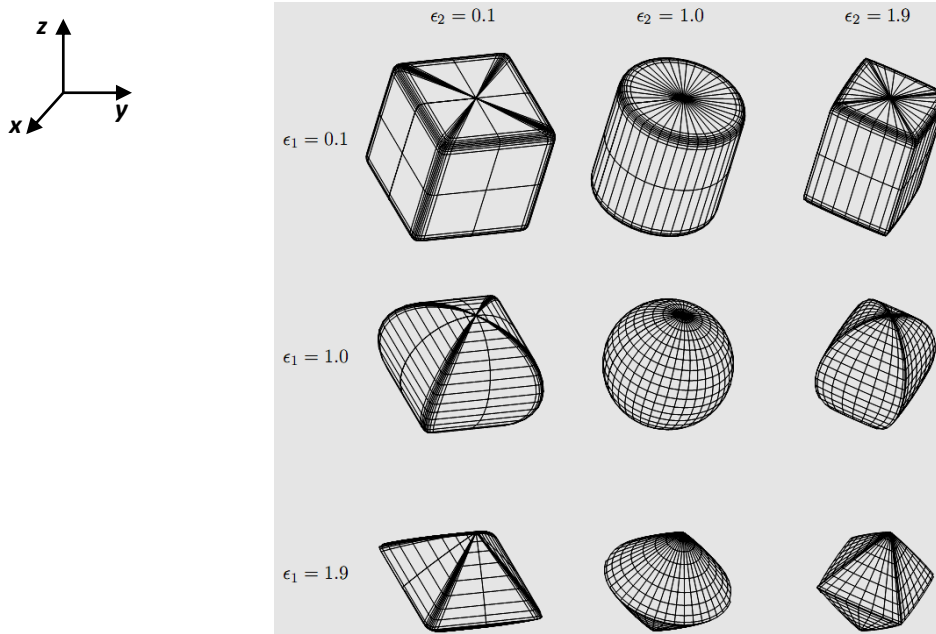 z
x
y
ϵ₂ = 0.1
ϵ₂ = 1.0
ϵ₂ = 1.9
ϵ₁ = 0.1
ϵ₁ = 1.0
ϵ₁ = 1.9